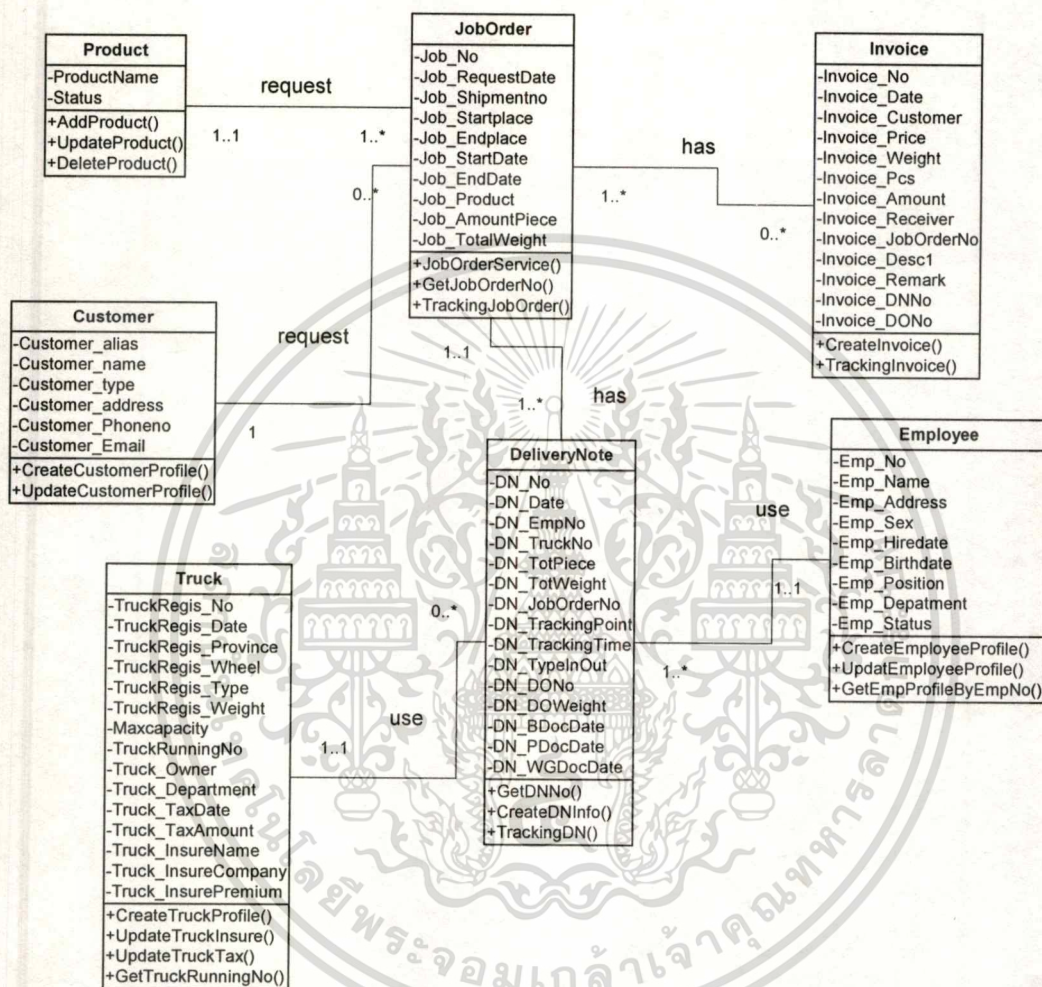 Product
-ProductName
-Status
+AddProduct()
+UpdateProduct()
+DeleteProduct()
request
1..1
1..*
JobOrder
-Job_No
-Job_RequestDate
-Job_Shipmentno
-Job_Startplace
-Job_Endplace
-Job_StartDate
-Job_EndDate
-Job_Product
-Job_AmountPiece
-Job_TotalWeight
+JobOrderService()
+GetJobOrderNo()
+TrackingJobOrder()
has
1..*
0..*
Invoice
-Invoice_No
-Invoice_Date
-Invoice_Customer
-Invoice_Price
-Invoice_Weight
-Invoice_Pcs
-Invoice_Amount
-Invoice_Receiver
-Invoice_JobOrderNo
-Invoice_Desc1
-Invoice_Remark
-Invoice_DNNo
-Invoice_DONo
+CreateInvoice()
+TrackingInvoice()
Customer
-Customer_alias
-Customer_name
-Customer_type
-Customer_address
-Customer_Phoneno
-Customer_Email
+CreateCustomerProfile()
+UpdateCustomerProfile()
request
0..*
1
1..1
1..*
has
DeliveryNote
-DN_No
-DN_Date
-DN_EmpNo
-DN_TruckNo
-DN_TotPiece
-DN_TotWeight
-DN_JobOrderNo
-DN_TrackingPoint
-DN_TrackingTime
-DN_TypeInOut
-DN_DONo
-DN_DOWeight
-DN_BDocDate
-DN_PDocDate
-DN_WGDocDate
+GetDNNo()
+CreateDNInfo()
+TrackingDN()
use
1..1
1..*
Employee
-Emp_No
-Emp_Name
-Emp_Address
-Emp_Sex
-Emp_Hiredate
-Emp_Birthdate
-Emp_Position
-Emp_Depatment
-Emp_Status
+CreateEmployeeProfile()
+UpdatEmployeeProfile()
+GetEmpProfileByEmpNo()
Truck
-TruckRegis_No
-TruckRegis_Date
-TruckRegis_Province
-TruckRegis_Wheel
-TruckRegis_Type
-TruckRegis_Weight
-Maxcapacity
-TruckRunningNo
-Truck_Owner
-Truck_Department
-Truck_TaxDate
-Truck_TaxAmount
-Truck_InsureName
-Truck_InsureCompany
-Truck_InsurePremium
+CreateTruckProfile()
+UpdateTruckInsure()
+UpdateTruckTax()
+GetTruckRunningNo()
0..*
use
1..1